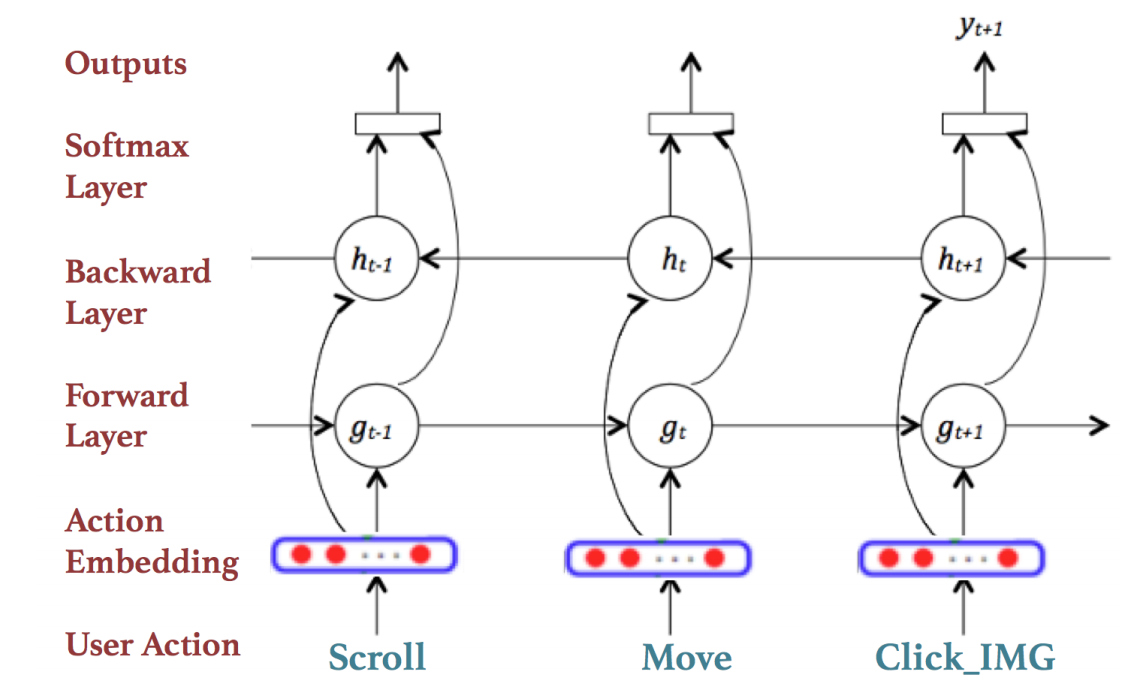 y_{t+1}
Outputs
Softmax
Layer
h_{t-1} h_t h_{t+1}
Backward
Layer
Forward
Layer
g_{t-1} g_t g_{t+1}
Action
Embedding
User Action
Scroll Move Click_IMG